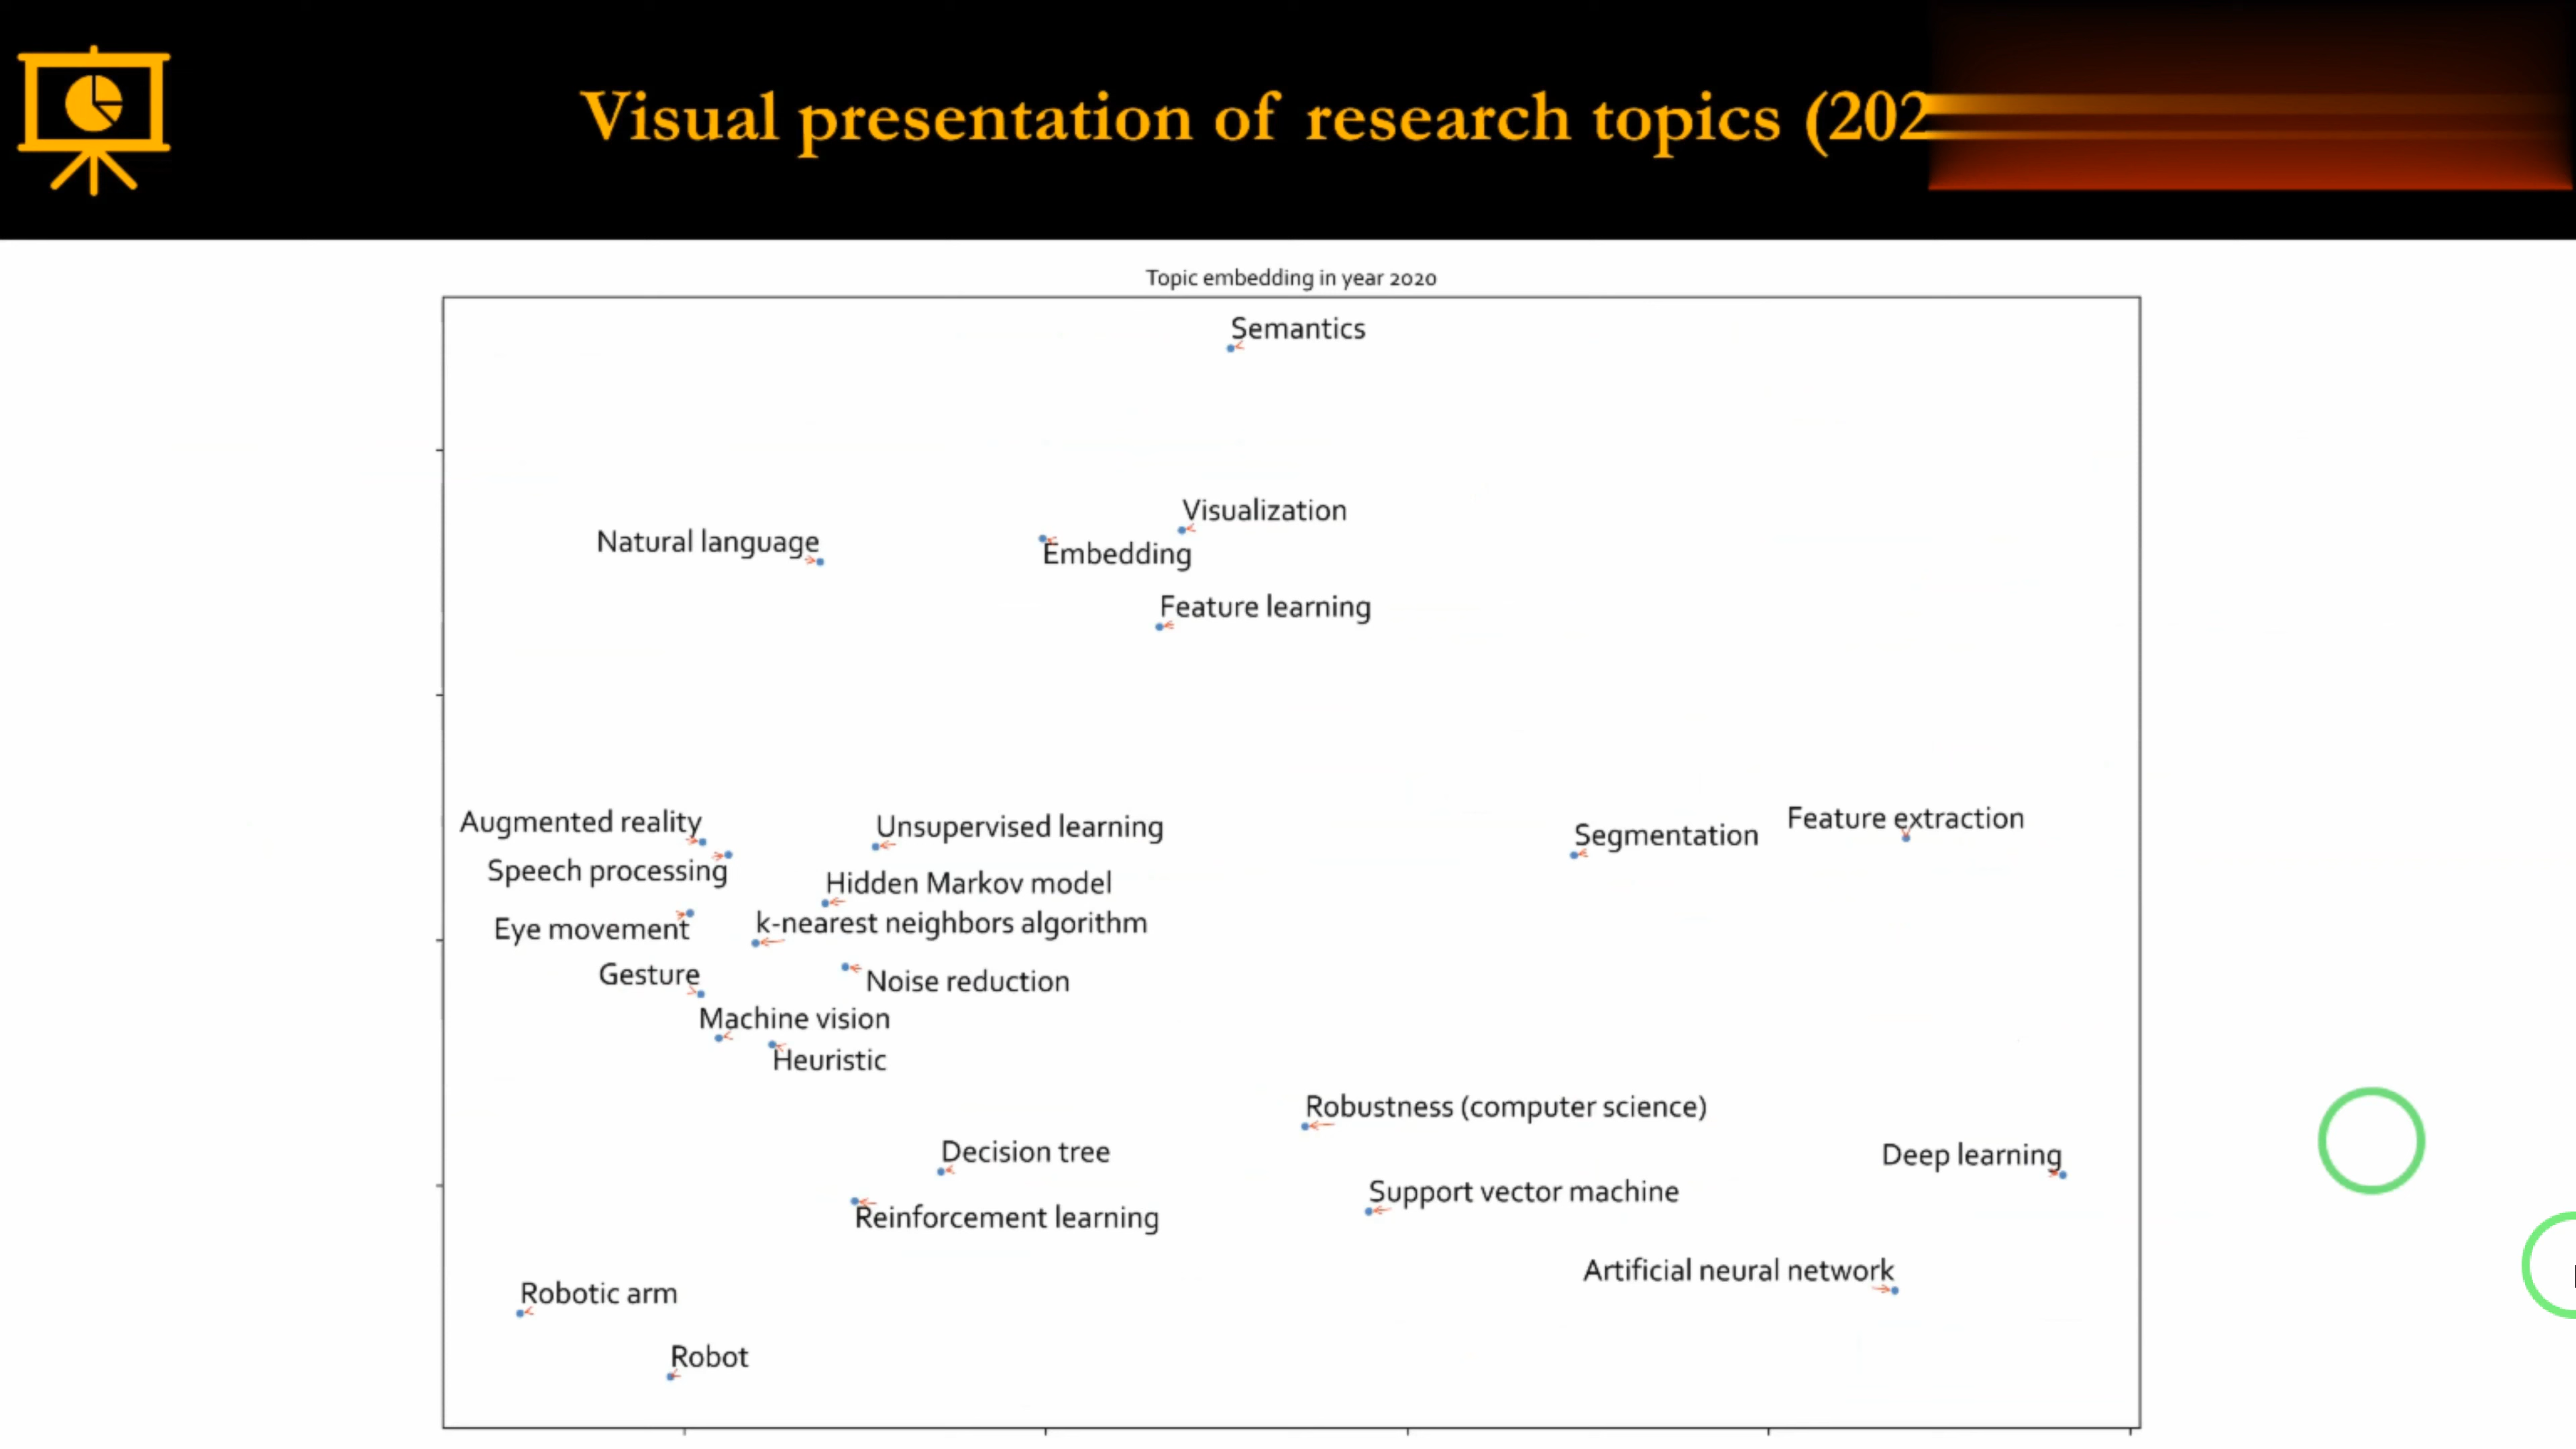 Visual presentation of research topics (202
Topic embedding in year 2020
Semantics
Visualization
Natural language
Embedding
Feature learning
Augmented reality
Unsupervised learning
Feature extraction
Segmentation
Speech processing
Hidden Markov model
k-nearest neighbors algorithm
Eye movement
Gesture
Noise reduction
Machine vision
Heuristic
Robustness (computer science)
Decision tree
Deep learning
Support vector machine
Reinforcement learning
Artificial neural network
Robotic arm
Robot